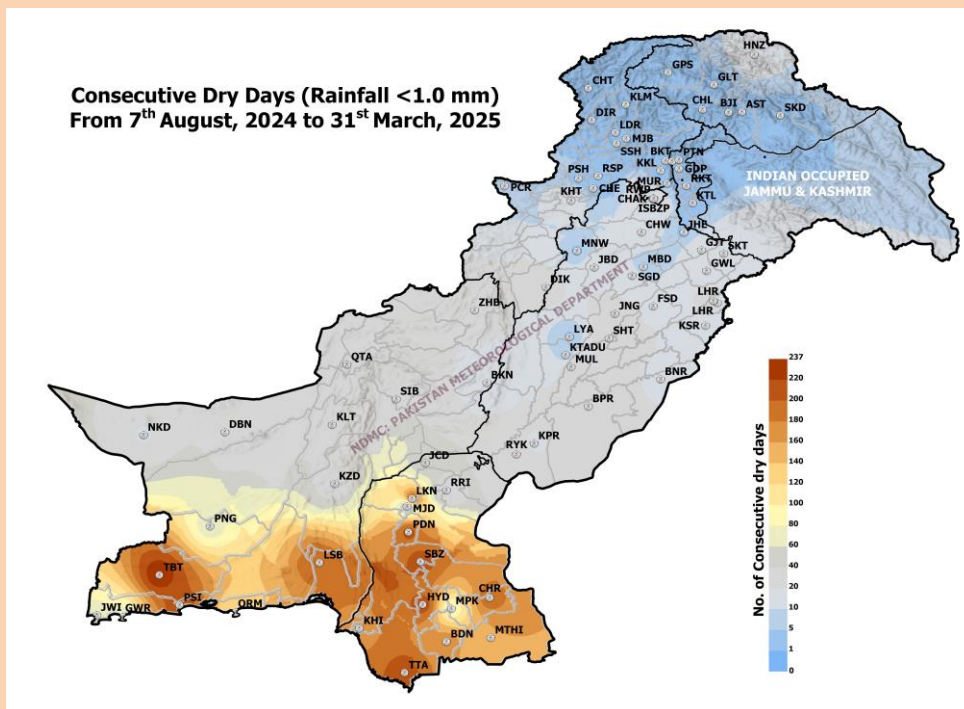 Consecutive Dry Days (Rainfall <1.0 mm)
From 7th August, 2024 to 31st March, 2025
HNZ
GPS
GLT
CHT
KLM
CHL
BJI
AST
SKD
DIR
LDR
MJB
SSH
BKT
PTN
KKL
GDP
PSH
RSP
MUR
RKT
INDIAN OCCUPIED
JAMMU & KASHMIR
PCR
KHT
CHE
RWP
KTL
CHAK
ISBZP
CHW
JHE
MNW
GJT
SKT
JBD
MBD
GWL
DIK
SGD
LHR
ZHB
JNG
FSD
LHR
LYA
SHT
KSR
QTA
KTADU
MUL
BNR
BKN
SIB
BPR
NDMC: PAKISTAN METEOROLOGICAL DEPARTMENT
NKD
DBN
KLT
KPR
RYK
JCD
KZD
RRI
LKN
MJD
PNG
PDN
TBT
LSB
SBZ
CHR
JWI
GWR
PSI
ORM
HYD
MPK
KHI
BDN
MTHI
TTA
No. of Consecutive dry days
237
220
200
180
160
140
120
100
80
60
40
20
10
5
1
0